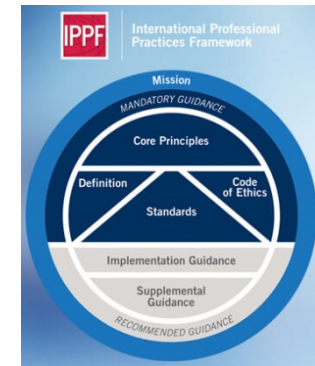 IPPF
International Professional
Practices Framework
Mission
MANDATORY GUIDANCE
Core Principles
Definition
Code
of Ethics
Standards
Implementation Guidance
Supplemental
Guidance
RECOMMENDED GUIDANCE